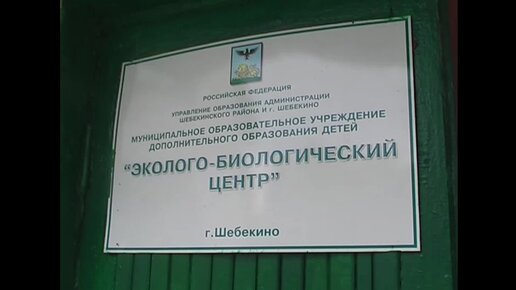 РОССИЙСКАЯ ФЕДЕРАЦИЯ
УПРАВЛЕНИЕ ОБРАЗОВАНИЯ АДМИНИСТРАЦИИ
ШЕБЕКИНСКОГО РАЙОНА И г. ШЕБЕКИНО
МУНИЦИПАЛЬНОЕ ОБРАЗОВАТЕЛЬНОЕ УЧРЕЖДЕНИЕ
ДОПОЛНИТЕЛЬНОГО ОБРАЗОВАНИЯ ДЕТЕЙ
“ЭКОЛОГО-БИОЛОГИЧЕСКИЙ
ЦЕНТР”
г.Шебекино